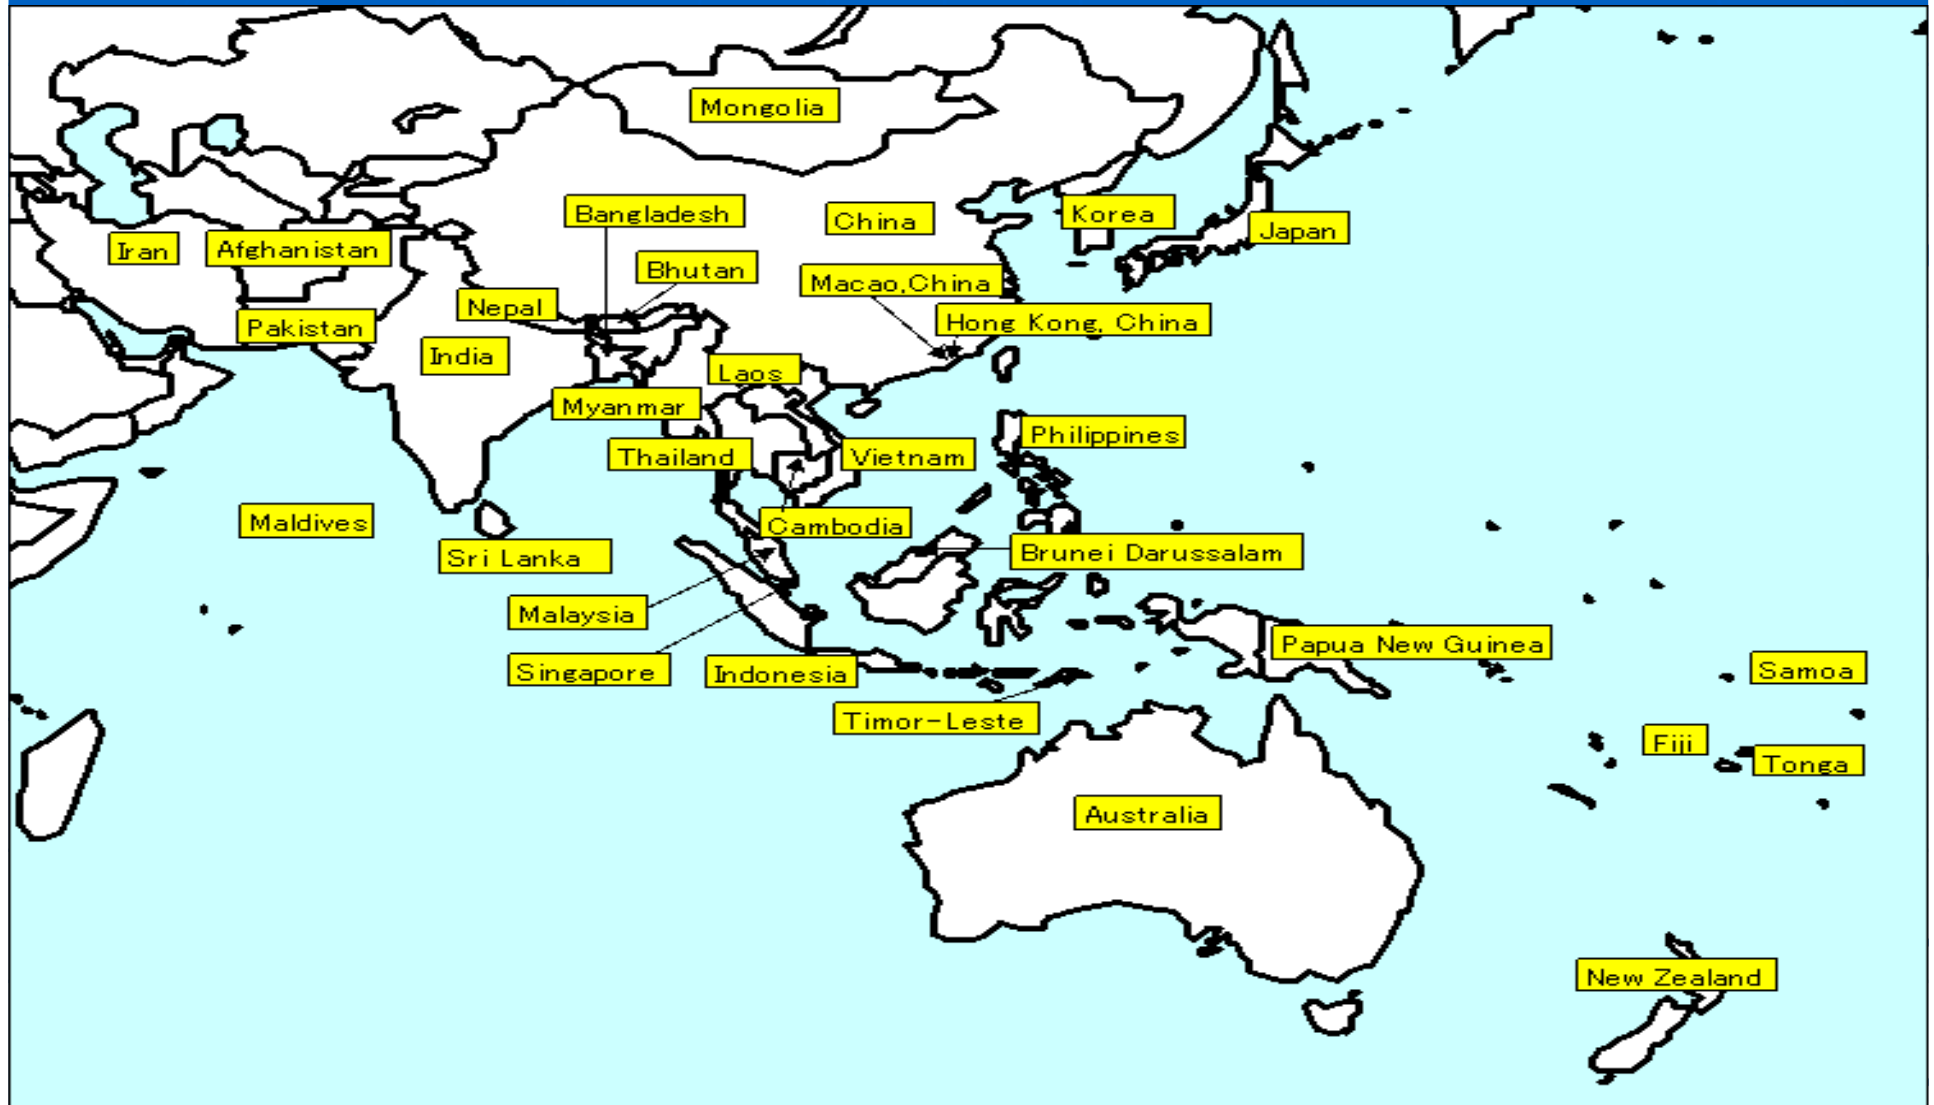 Mongolia
Bangladesh
China
Korea
Japan
Iran
Afghanistan
Bhutan
Macao,China
Nepal
Hong Kong, China
Pakistan
India
Laos
Myanmar
Philippines
Thailand
Vietnam
Maldives
Cambodia
Sri Lanka
Brunei Darussalam
Malaysia
Papua New Guinea
Singapore
Indonesia
Samoa
Timor-Leste
Fiji
Tonga
Australia
New Zealand